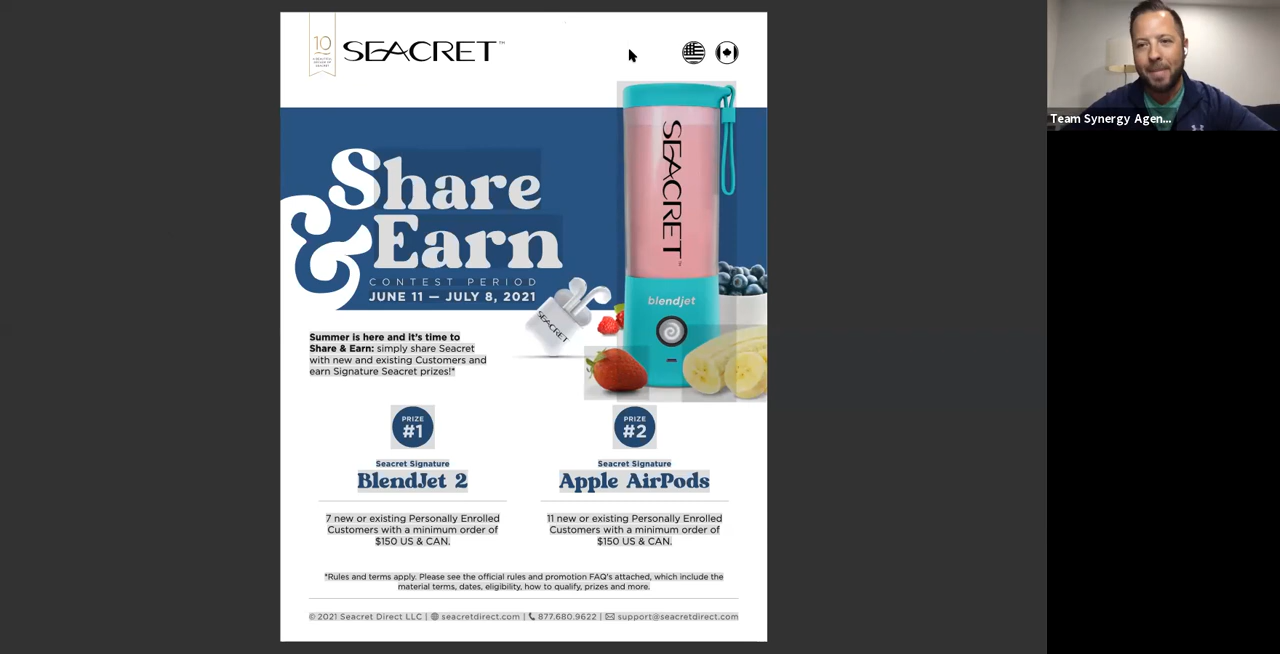 10
SEACRET™
Share
& Earn
CONTEST PERIOD
JUNE 11 — JULY 8, 2021
SEACRET
blendjet
SEACRET
Summer is here and it's time to
Share & Earn: simply share Seacret
with new and existing Customers and
earn Signature Seacret prizes!*
PRIZE
#1
Seacret Signature
BlendJet 2
7 new or existing Personally Enrolled
Customers with a minimum order of
$150 US & CAN.
PRIZE
#2
Seacret Signature
Apple AirPods
11 new or existing Personally Enrolled
Customers with a minimum order of
$150 US & CAN.
*Rules and terms apply. Please see the official rules and promotion FAQ's attached, which include the
material terms, dates, eligibility, how to qualify, prizes and more.
© 2021 Seacret Direct LLC | seacretdirect.com | 877.680.9622 | support@seacretdirect.com
Team Synergy Agen...